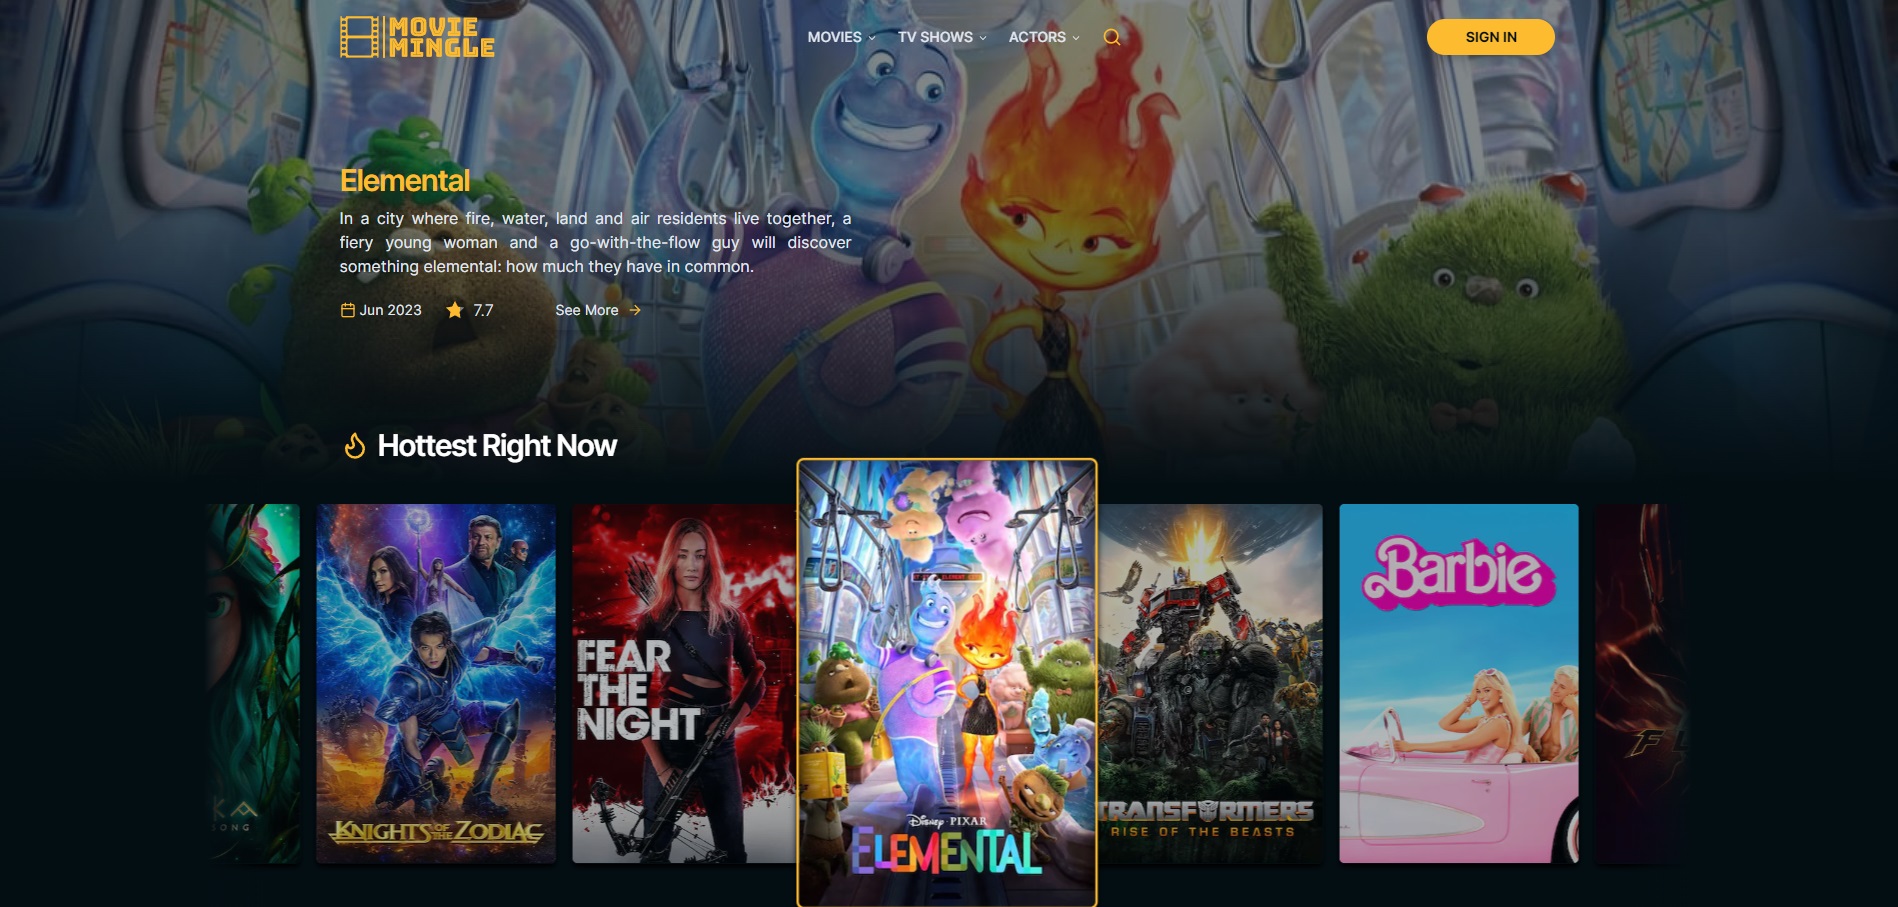 MOVIE
MINGLE
MOVIES
TV SHOWS
ACTORS
SIGN IN
Elemental
In a city where fire, water, land and air residents live together, a
fiery young woman and a go-with-the-flow guy will discover
something elemental: how much they have in common.
Jun 2023
7.7
See More
Hottest Right Now
KA
SONG
KNIGHTS OF THE ZODIAC
FEAR
THE
NIGHT
DISNEY · PIXAR
ELEMENTAL
TRANSFORMERS
RISE OF THE BEASTS
Barbie
FL